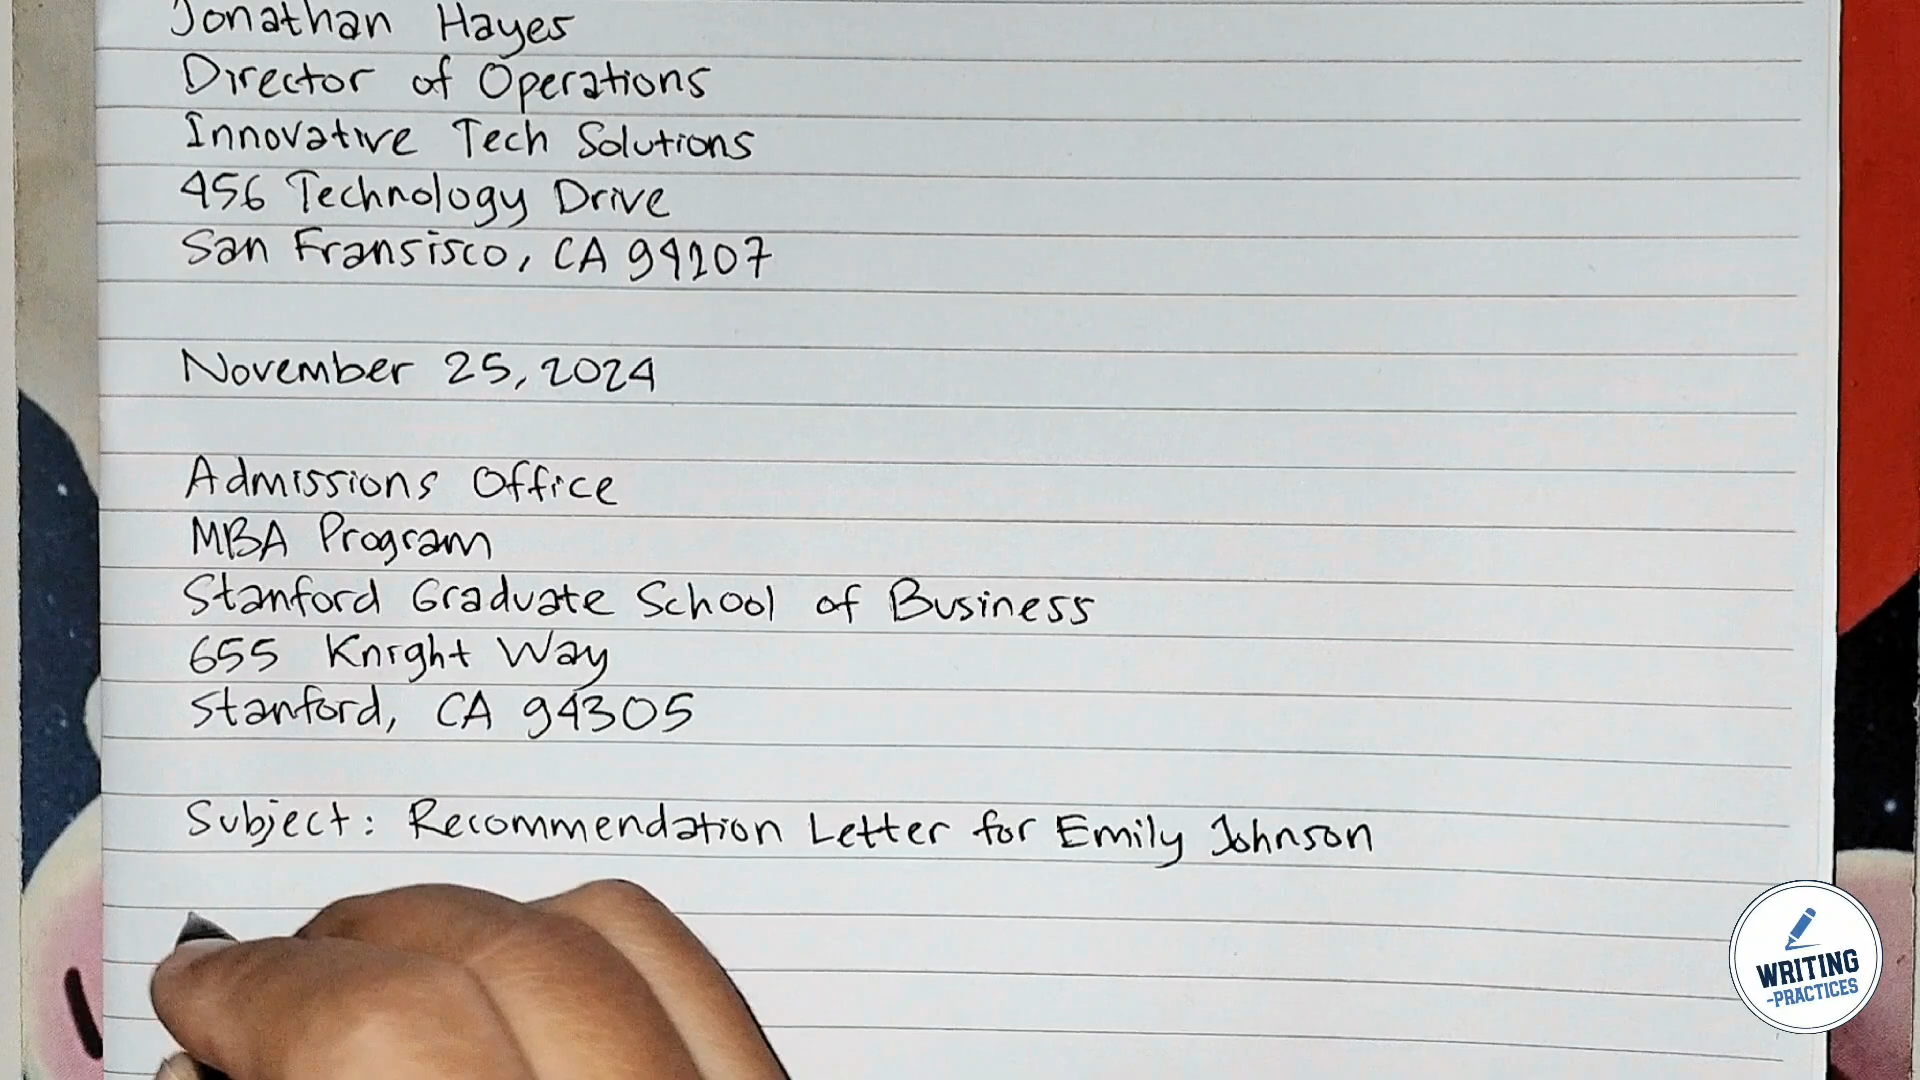 Jonathan Hayes
Director of Operations
Innovative Tech Solutions
456 Technology Drive
San Fransisco, CA 94107
November 25, 2024
Admissions Office
MBA Program
Stanford Graduate School of Business
655 Knight Way
Stanford, CA 94305
Subject: Recommendation Letter for Emily Johnson
WRITING
-PRACTICES